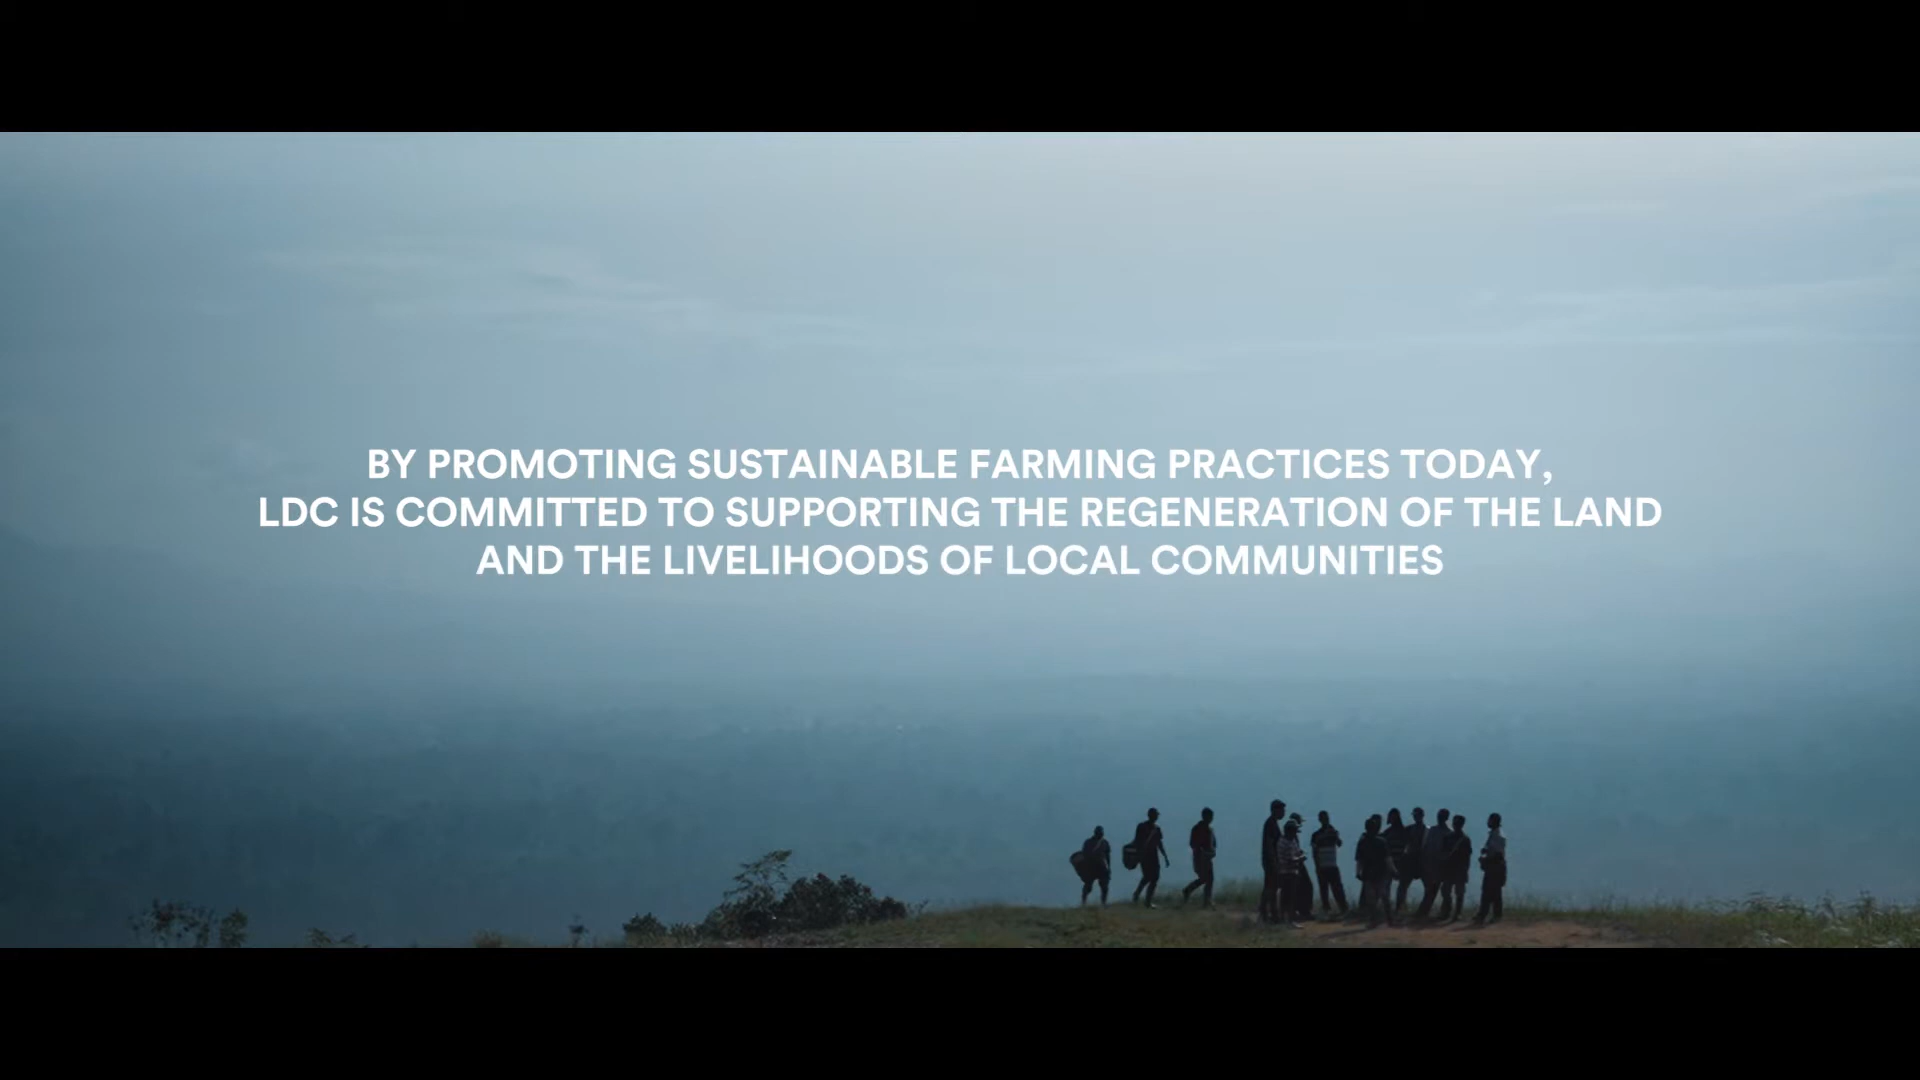 BY PROMOTING SUSTAINABLE FARMING PRACTICES TODAY,
LDC IS COMMITTED TO SUPPORTING THE REGENERATION OF THE LAND
AND THE LIVELIHOODS OF LOCAL COMMUNITIES